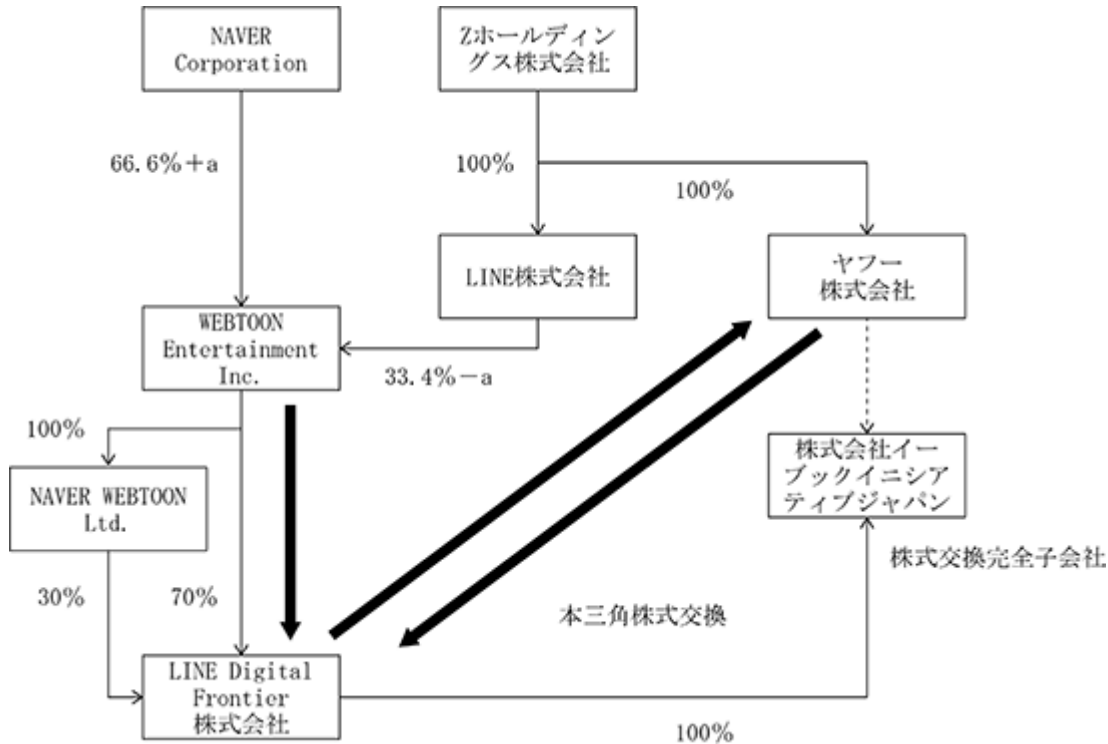 NAVER
Corporation
Zホールディン
グス株式会社
66.6%＋a
100%
100%
LINE株式会社
ヤフー
株式会社
WEBTOON
Entertainment
Inc.
33.4%－a
100%
NAVER WEBTOON
Ltd.
株式会社イー
ブックイニシア
ティブジャパン
株式交換完全子会社
30%
70%
本三角株式交換
LINE Digital
Frontier
株式会社
100%